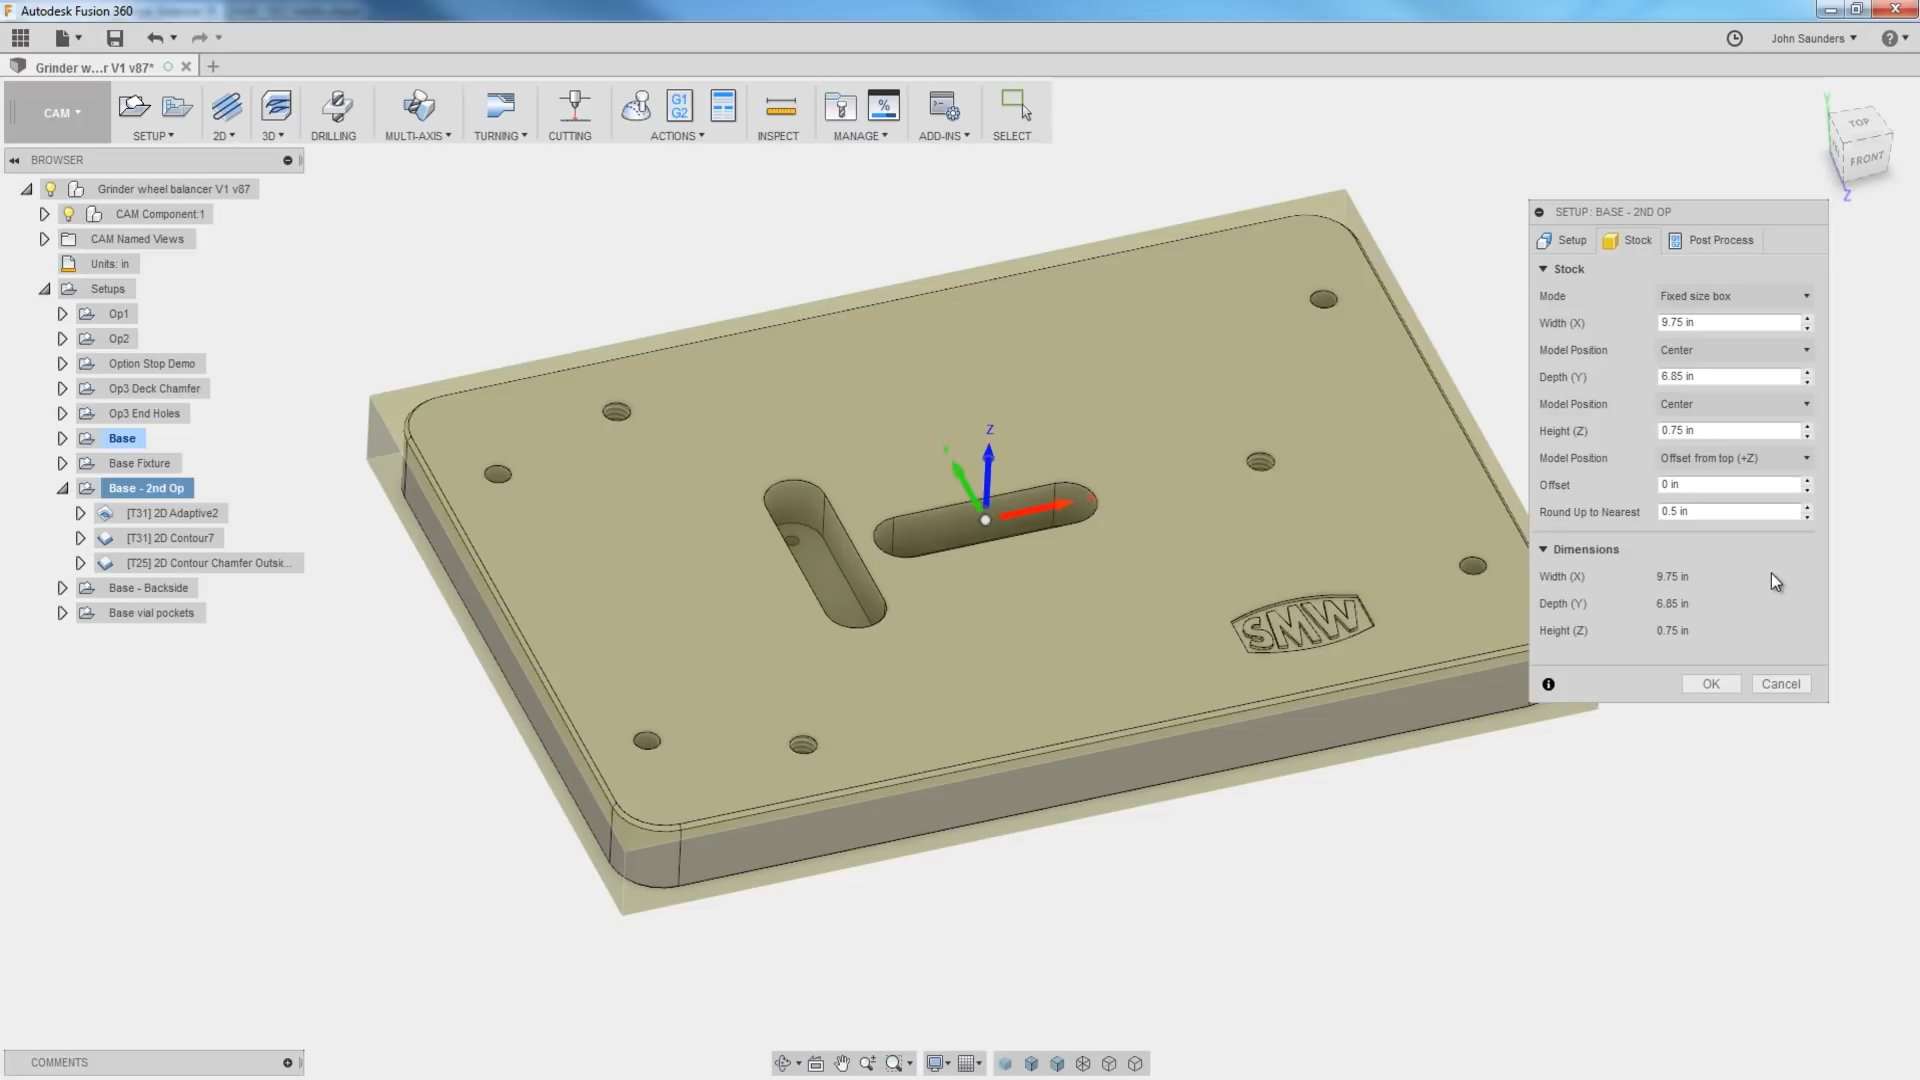 Autodesk Fusion 360
John Saunders
Grinder w...r V1 v87*
CAM
SETUP
2D
3D
DRILLING
MULTI-AXIS
TURNING
CUTTING
G1
G2
ACTIONS
INSPECT
%
MANAGE
ADD-INS
SELECT
TOP
FRONT
Y
Z
BROWSER
Grinder wheel balancer V1 v87
CAM Component:1
CAM Named Views
Units: in
Setups
Op1
Op2
Option Stop Demo
Op3 Deck Chamfer
Op3 End Holes
Base
Base Fixture
Base - 2nd Op
[T31] 2D Adaptive2
[T31] 2D Contour7
[T25] 2D Contour Chamfer Outsi...
Base - Backside
Base vial pockets
Z
Y
SMW
SETUP : BASE - 2ND OP
Setup
Stock
Post Process
Stock
Mode Fixed size box
Width (X) 9.75 in
Model Position Center
Depth (Y) 6.85 in
Model Position Center
Height (Z) 0.75 in
Model Position Offset from top (+Z)
Offset 0 in
Round Up to Nearest 0.5 in
Dimensions
Width (X) 9.75 in
Depth (Y) 6.85 in
Height (Z) 0.75 in
OK
Cancel
COMMENTS